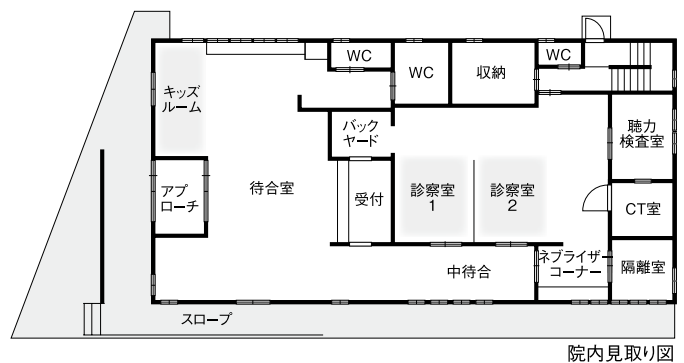 WC
WC
収納
WC
キッズ
ルーム
バック
ヤード
聴力
検査室
アプ
ローチ
待合室
受付
診察室
1
診察室
2
CT室
中待合
ネブライザー
コーナー
隔離室
スロープ
院内見取り図